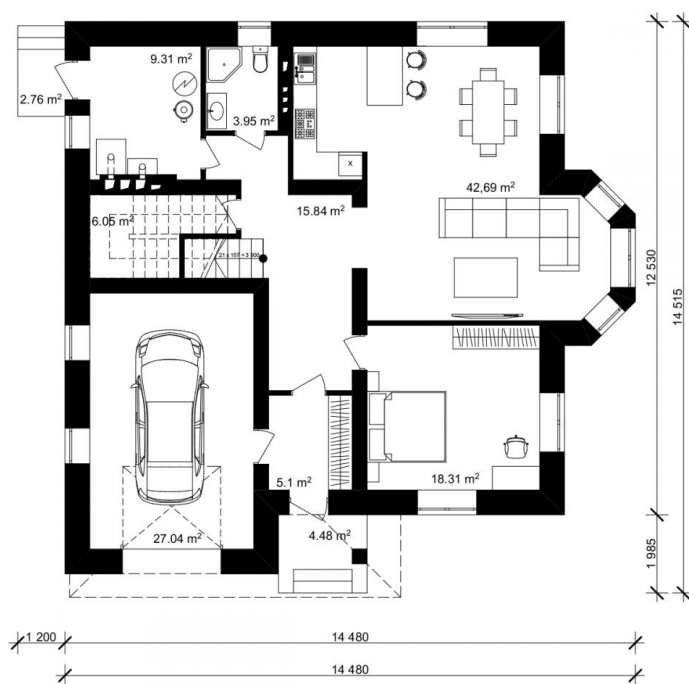 9.31 m²
2.76 m²
3.95 m²
42,69 m²
15.84 m²
6.05 m²
12 530
14 515
X
18.31 m²
5.1 m²
27.04 m²
4.48 m²
1 985
1 200
14 480
14 480